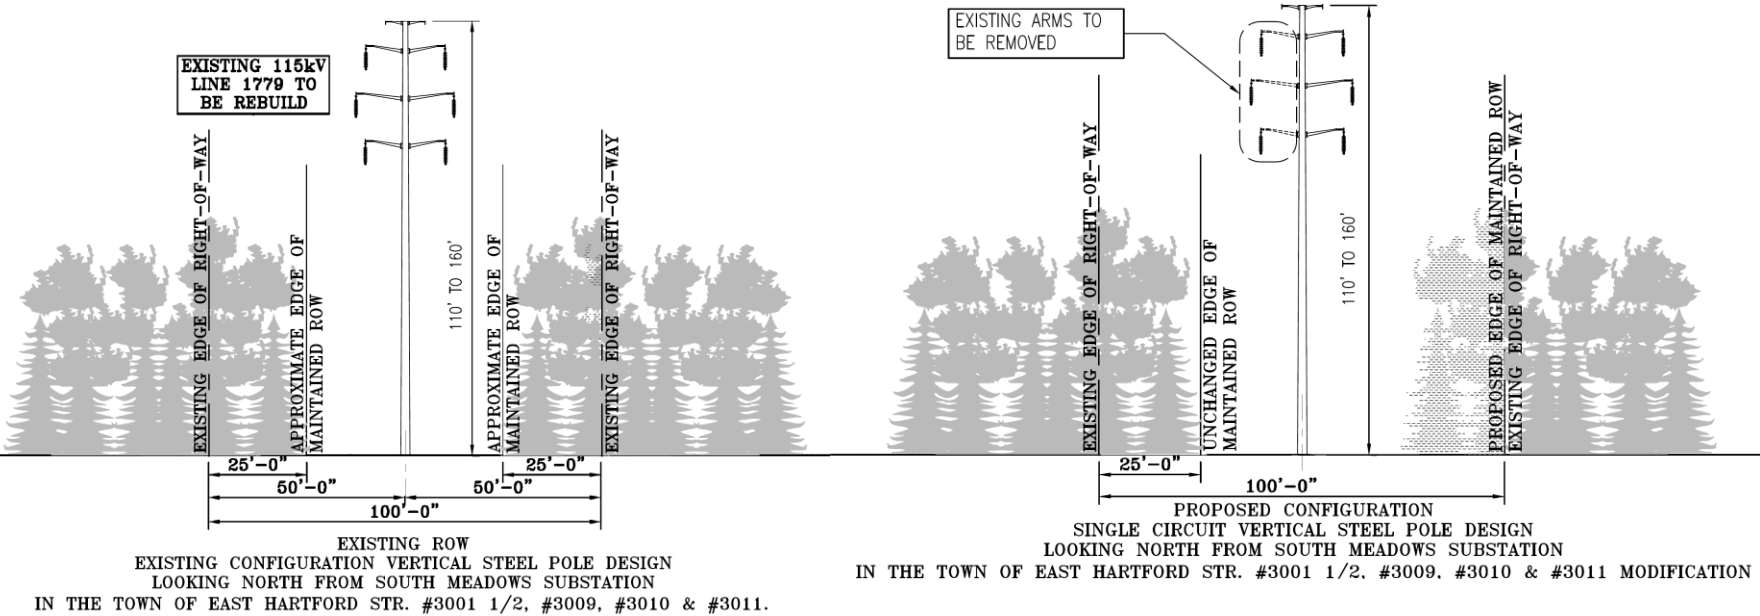 EXISTING 115kV
LINE 1779 TO
BE REBUILD
EXISTING EDGE OF RIGHT-OF-WAY
APPROXIMATE EDGE OF
MAINTAINED ROW
110' TO 160'
APPROXIMATE EDGE OF
MAINTAINED ROW
EXISTING EDGE OF RIGHT-OF-WAY
25'-0"
25'-0"
50'-0"
50'-0"
100'-0"
EXISTING ROW
EXISTING CONFIGURATION VERTICAL STEEL POLE DESIGN
LOOKING NORTH FROM SOUTH MEADOWS SUBSTATION
IN THE TOWN OF EAST HARTFORD STR. #3001 1/2, #3009, #3010 & #3011.
EXISTING ARMS TO
BE REMOVED
EXISTING EDGE OF RIGHT-OF-WAY
UNCHANGED EDGE OF
MAINTAINED ROW
110' TO 160'
PROPOSED EDGE OF MAINTAINED ROW
EXISTING EDGE OF RIGHT-OF-WAY
25'-0"
100'-0"
PROPOSED CONFIGURATION
SINGLE CIRCUIT VERTICAL STEEL POLE DESIGN
LOOKING NORTH FROM SOUTH MEADOWS SUBSTATION
IN THE TOWN OF EAST HARTFORD STR. #3001 1/2, #3009, #3010 & #3011 MODIFICATION